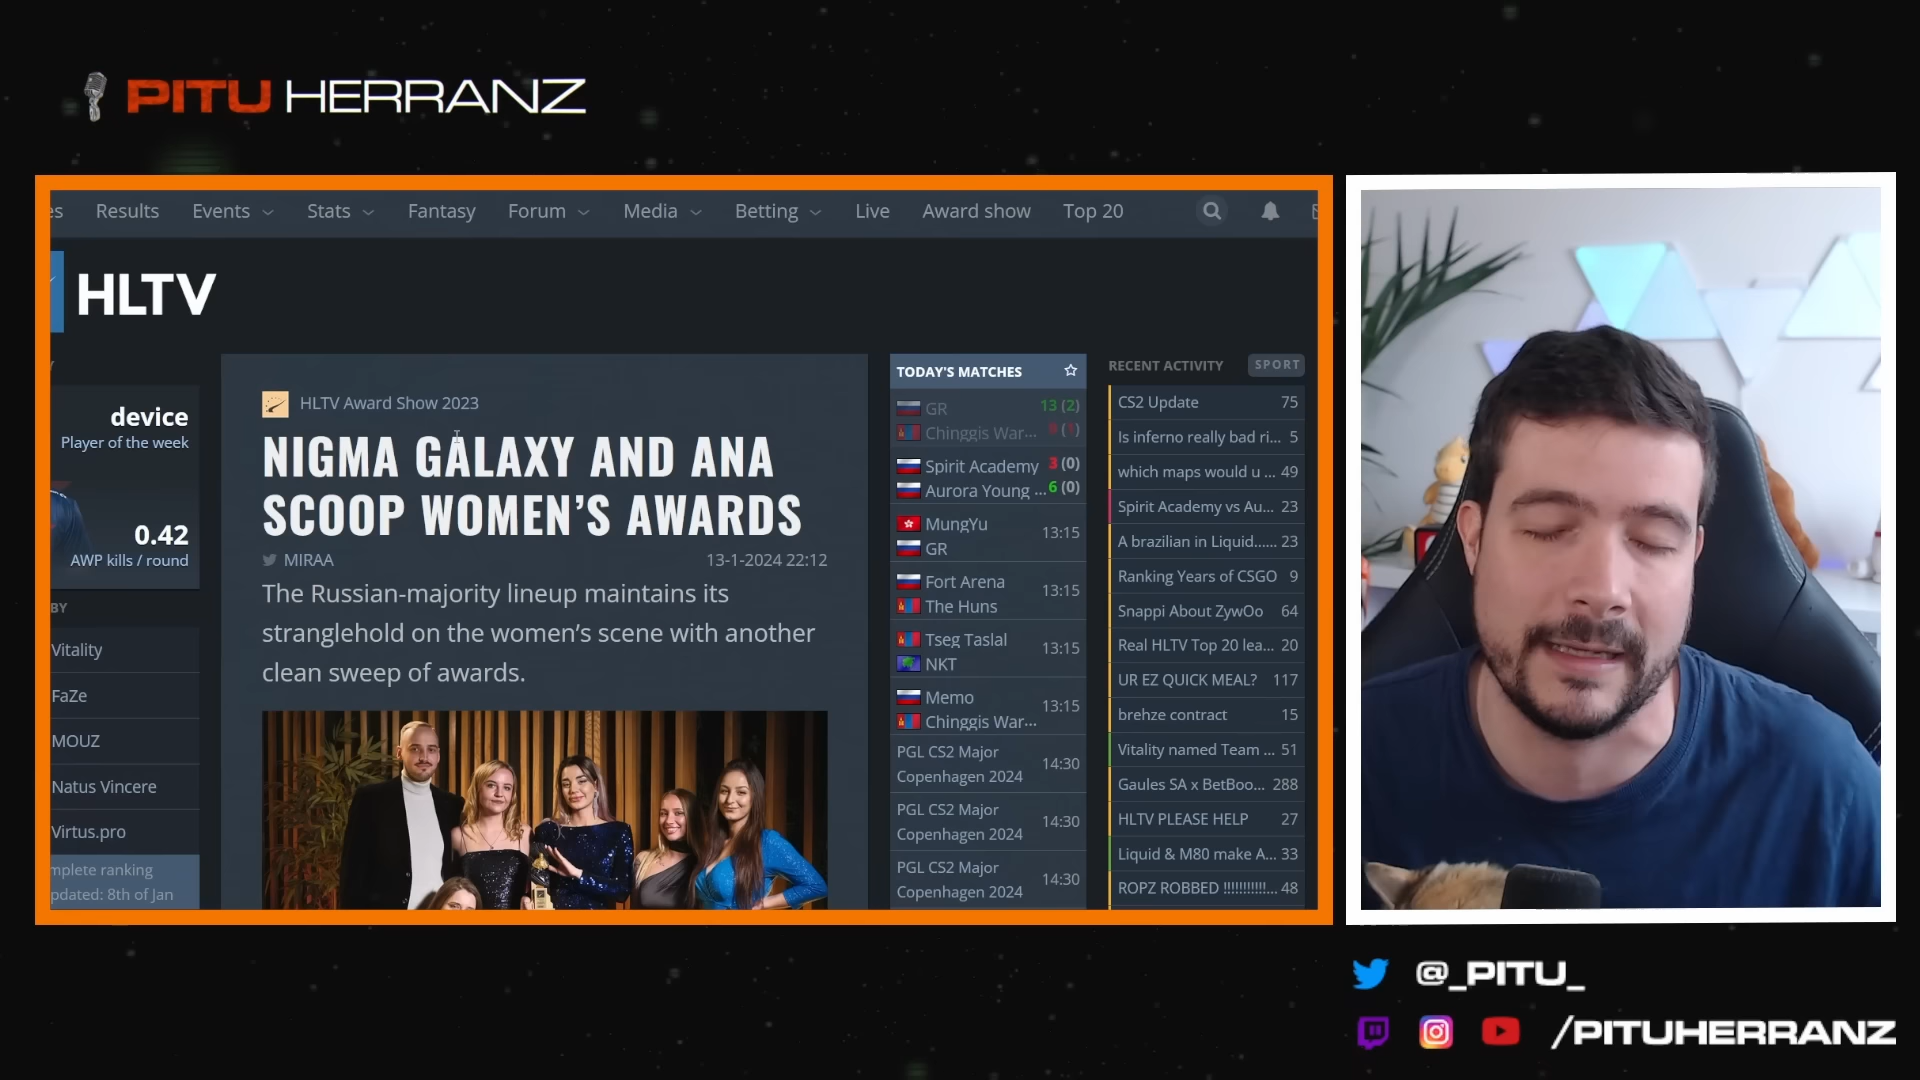 PITU HERRANZ
es Results Events Stats Fantasy Forum Media Betting Live Award show Top 20
HLTV
device
Player of the week
0.42
AWP kills / round
BY
Vitality
FaZe
MOUZ
Natus Vincere
Virtus.pro
mplete ranking
pdated: 8th of Jan
HLTV Award Show 2023
NIGMA GALAXY AND ANA
SCOOP WOMEN'S AWARDS
MIRAA 13-1-2024 22:12
The Russian-majority lineup maintains its
stranglehold on the women's scene with another
clean sweep of awards.
TODAY'S MATCHES
GR 13 (2)
Chinggis War...
Spirit Academy 3 (0)
Aurora Young ... 6 (0)
MungYu
GR
13:15
Fort Arena
The Huns
13:15
Tseg Taslal
NKT
13:15
Memo
Chinggis War...
13:15
PGL CS2 Major
Copenhagen 2024
14:30
PGL CS2 Major
Copenhagen 2024
14:30
PGL CS2 Major
Copenhagen 2024
14:30
RECENT ACTIVITY SPORT
CS2 Update 75
Is inferno really bad ri... 5
which maps would u ... 49
Spirit Academy vs Au... 23
A brazilian in Liquid...... 23
Ranking Years of CSGO 9
Snappi About ZywOo 64
Real HLTV Top 20 lea... 20
UR EZ QUICK MEAL? 117
brehze contract 15
Vitality named Team ... 51
Gaules SA x BetBoo... 288
HLTV PLEASE HELP 27
Liquid & M80 make A... 33
ROPZ ROBBED !!!!!!!!!!!... 48
@_PITU_
/PITUHERRANZ